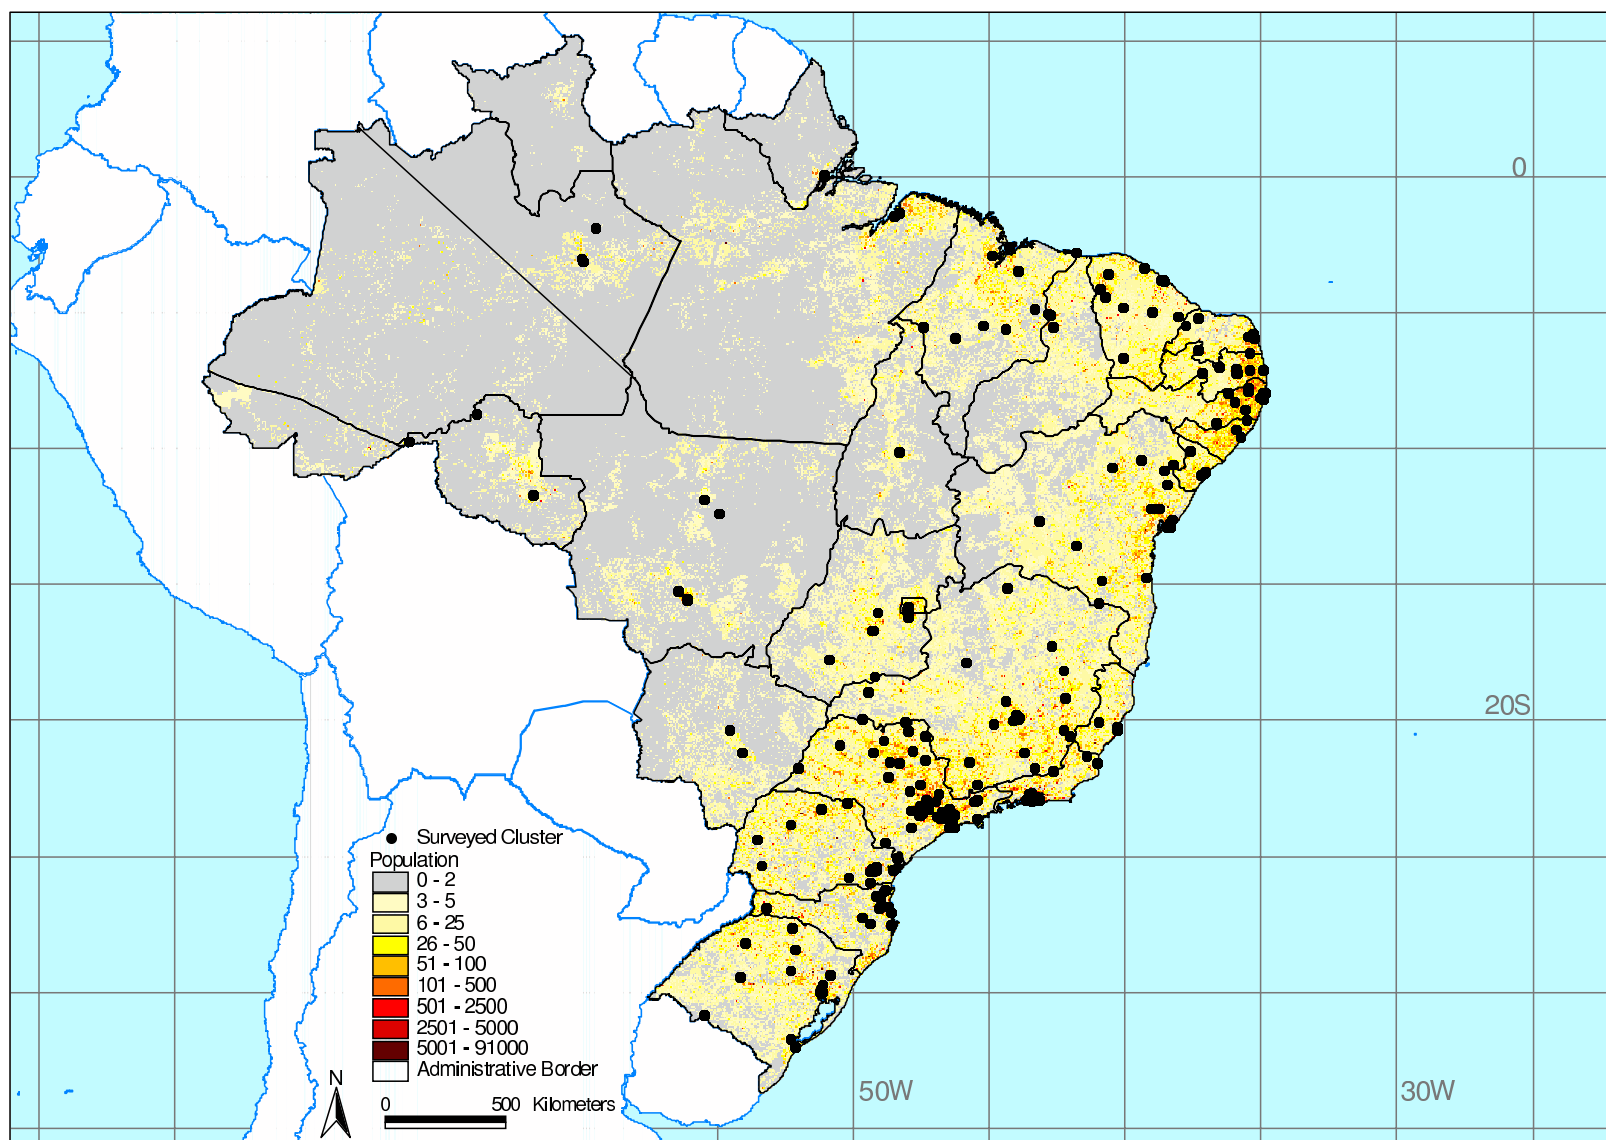 0
20S
50W
30W
Surveyed Cluster
Population
0 - 2
3 - 5
6 - 25
26 - 50
51 - 100
101 - 500
501 - 2500
2501 - 5000
5001 - 91000
Administrative Border
N
0 500 Kilometers